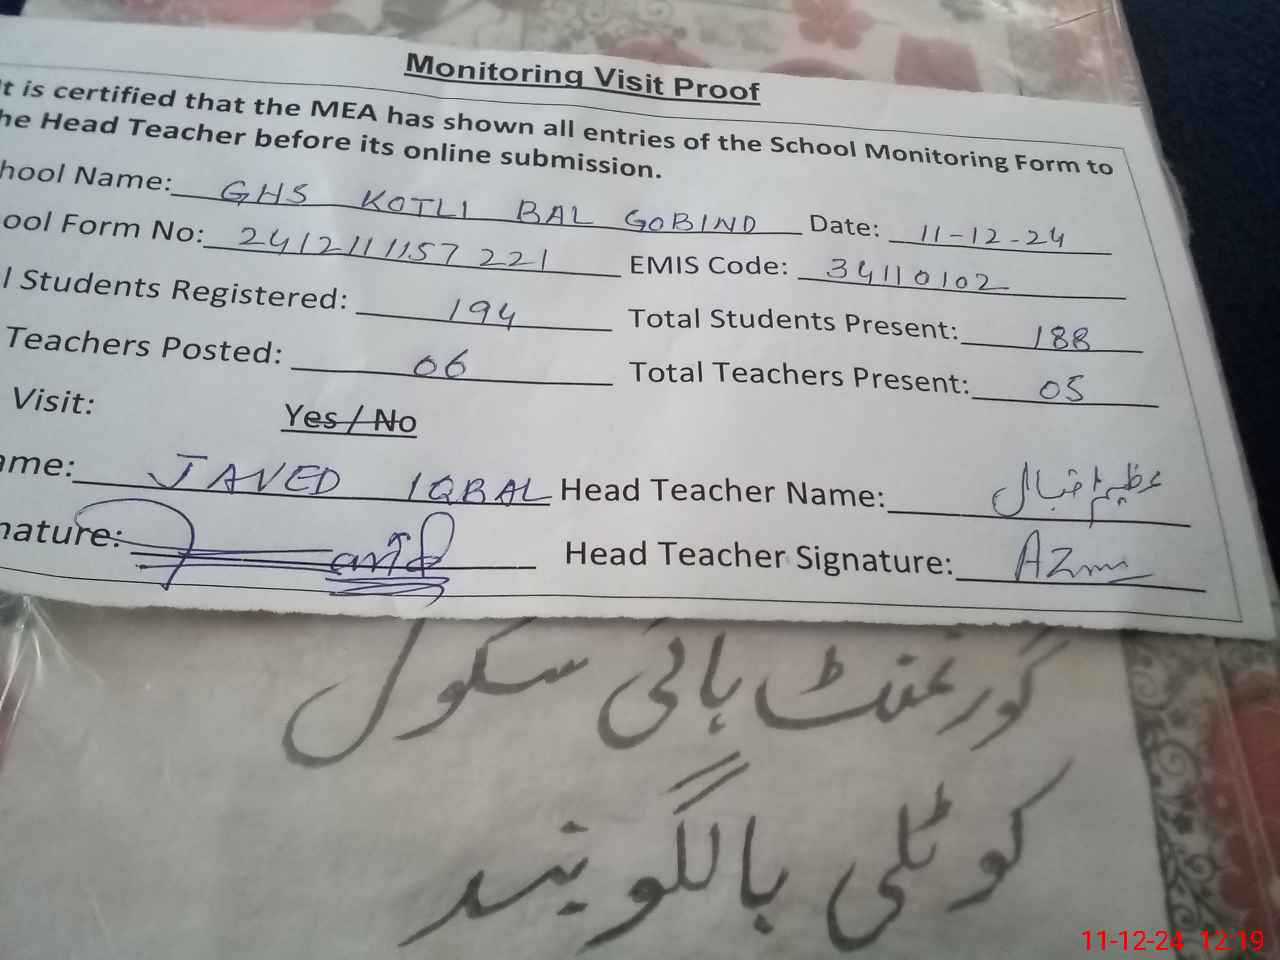 Monitoring Visit Proof
It is certified that the MEA has shown all entries of the School Monitoring Form to
he Head Teacher before its online submission.
hool Name: GHS KOTLI BAL GOBIND Date: 11-12-24
ool Form No: 2412111157221 EMIS Code: 34110102
l Students Registered: 194 Total Students Present: 188
Teachers Posted: 06 Total Teachers Present: 05
Visit: Yes / No
ame: JAVED IQBAL Head Teacher Name: عظیم اقبال
nature: Head Teacher Signature:
گورنمنٹ ہائی سکول
کوٹلی بالگوبند
11-12-24 12:19